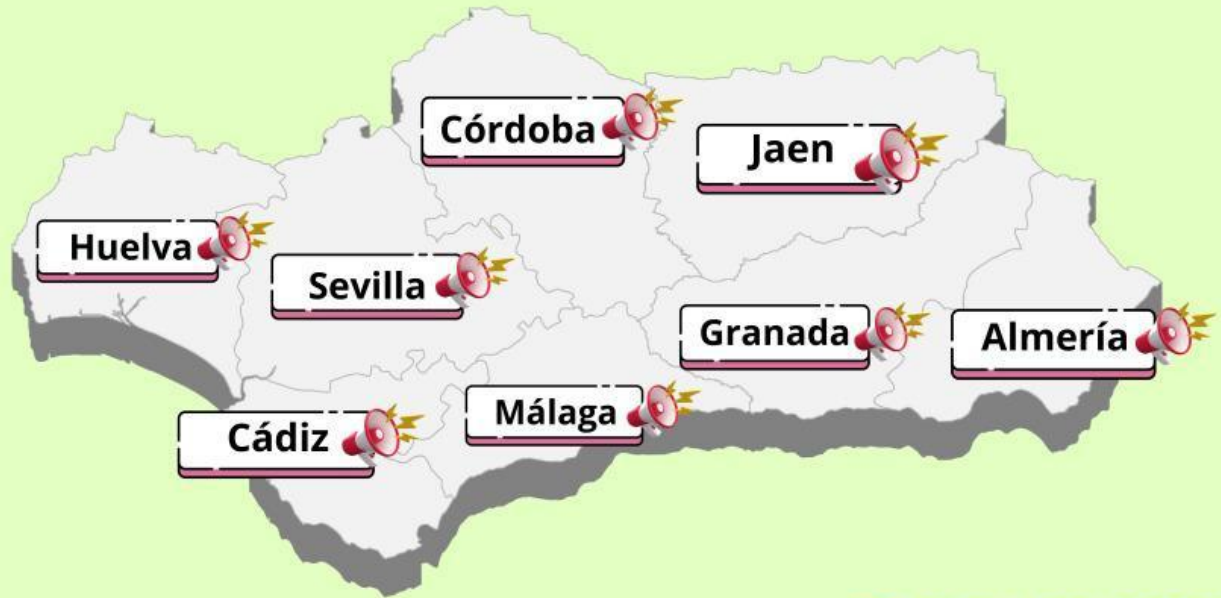 Córdoba
Jaen
Huelva
Sevilla
Granada
Almería
Málaga
Cádiz